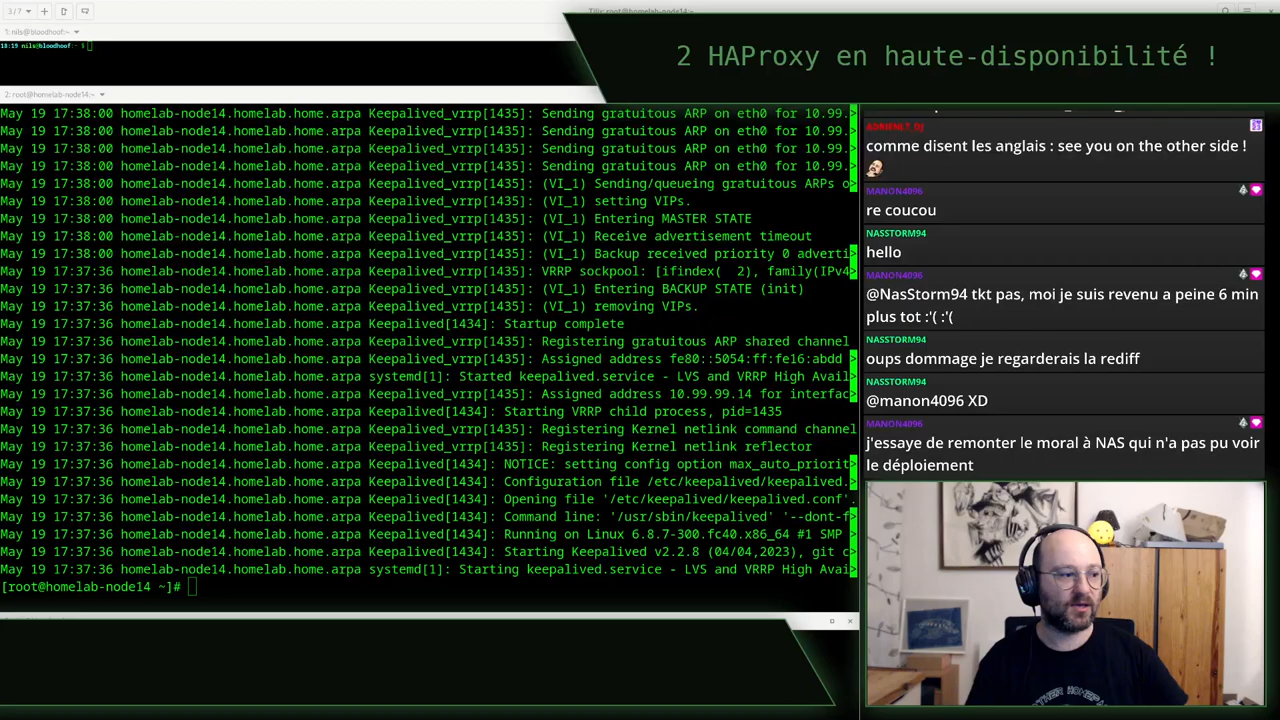 3/7
Tilix: root@homelab-node14:~
1: nils@bloodhoof:~
18:19 nils@bloodhoof:~ $
2 HAProxy en haute-disponibilité !
2: root@homelab-node14:~
May 19 17:38:00 homelab-node14.homelab.home.arpa Keepalived_vrrp[1435]: Sending gratuitous ARP on eth0 for 10.99.>
May 19 17:38:00 homelab-node14.homelab.home.arpa Keepalived_vrrp[1435]: Sending gratuitous ARP on eth0 for 10.99.>
May 19 17:38:00 homelab-node14.homelab.home.arpa Keepalived_vrrp[1435]: Sending gratuitous ARP on eth0 for 10.99.>
May 19 17:38:00 homelab-node14.homelab.home.arpa Keepalived_vrrp[1435]: Sending gratuitous ARP on eth0 for 10.99.>
May 19 17:38:00 homelab-node14.homelab.home.arpa Keepalived_vrrp[1435]: (VI_1) Sending/queueing gratuitous ARPs o>
May 19 17:38:00 homelab-node14.homelab.home.arpa Keepalived_vrrp[1435]: (VI_1) setting VIPs.
May 19 17:38:00 homelab-node14.homelab.home.arpa Keepalived_vrrp[1435]: (VI_1) Entering MASTER STATE
May 19 17:38:00 homelab-node14.homelab.home.arpa Keepalived_vrrp[1435]: (VI_1) Receive advertisement timeout
May 19 17:38:00 homelab-node14.homelab.home.arpa Keepalived_vrrp[1435]: (VI_1) Backup received priority 0 adverti>
May 19 17:37:36 homelab-node14.homelab.home.arpa Keepalived_vrrp[1435]: VRRP sockpool: [ifindex(  2), family(IPv4>
May 19 17:37:36 homelab-node14.homelab.home.arpa Keepalived_vrrp[1435]: (VI_1) Entering BACKUP STATE (init)
May 19 17:37:36 homelab-node14.homelab.home.arpa Keepalived_vrrp[1435]: (VI_1) removing VIPs.
May 19 17:37:36 homelab-node14.homelab.home.arpa Keepalived[1434]: Startup complete
May 19 17:37:36 homelab-node14.homelab.home.arpa Keepalived_vrrp[1435]: Registering gratuitous ARP shared channel
May 19 17:37:36 homelab-node14.homelab.home.arpa Keepalived_vrrp[1435]: Assigned address fe80::5054:ff:fe16:abdd >
May 19 17:37:36 homelab-node14.homelab.home.arpa systemd[1]: Started keepalived.service - LVS and VRRP High Avail>
May 19 17:37:36 homelab-node14.homelab.home.arpa Keepalived_vrrp[1435]: Assigned address 10.99.99.14 for interfac>
May 19 17:37:36 homelab-node14.homelab.home.arpa Keepalived[1434]: Starting VRRP child process, pid=1435
May 19 17:37:36 homelab-node14.homelab.home.arpa Keepalived_vrrp[1435]: Registering Kernel netlink command channel
May 19 17:37:36 homelab-node14.homelab.home.arpa Keepalived_vrrp[1435]: Registering Kernel netlink reflector
May 19 17:37:36 homelab-node14.homelab.home.arpa Keepalived[1434]: NOTICE: setting config option max_auto_priorit>
May 19 17:37:36 homelab-node14.homelab.home.arpa Keepalived[1434]: Configuration file /etc/keepalived/keepalived.>
May 19 17:37:36 homelab-node14.homelab.home.arpa Keepalived[1434]: Opening file '/etc/keepalived/keepalived.conf'.
May 19 17:37:36 homelab-node14.homelab.home.arpa Keepalived[1434]: Command line: '/usr/sbin/keepalived' '--dont-f>
May 19 17:37:36 homelab-node14.homelab.home.arpa Keepalived[1434]: Running on Linux 6.8.7-300.fc40.x86_64 #1 SMP >
May 19 17:37:36 homelab-node14.homelab.home.arpa Keepalived[1434]: Starting Keepalived v2.2.8 (04/04,2023), git c>
May 19 17:37:36 homelab-node14.homelab.home.arpa systemd[1]: Starting keepalived.service - LVS and VRRP High Avai>
[root@homelab-node14 ~]#
ADRIENLT_DJ
comme disent les anglais : see you on the other side !
MANON4096
re coucou
NASSTORM94
hello
MANON4096
@NasStorm94 tkt pas, moi je suis revenu a peine 6 min
plus tot :'( :'(
NASSTORM94
oups dommage je regarderais la rediff
NASSTORM94
@manon4096 XD
MANON4096
j'essaye de remonter le moral à NAS qui n'a pas pu voir
le déploiement